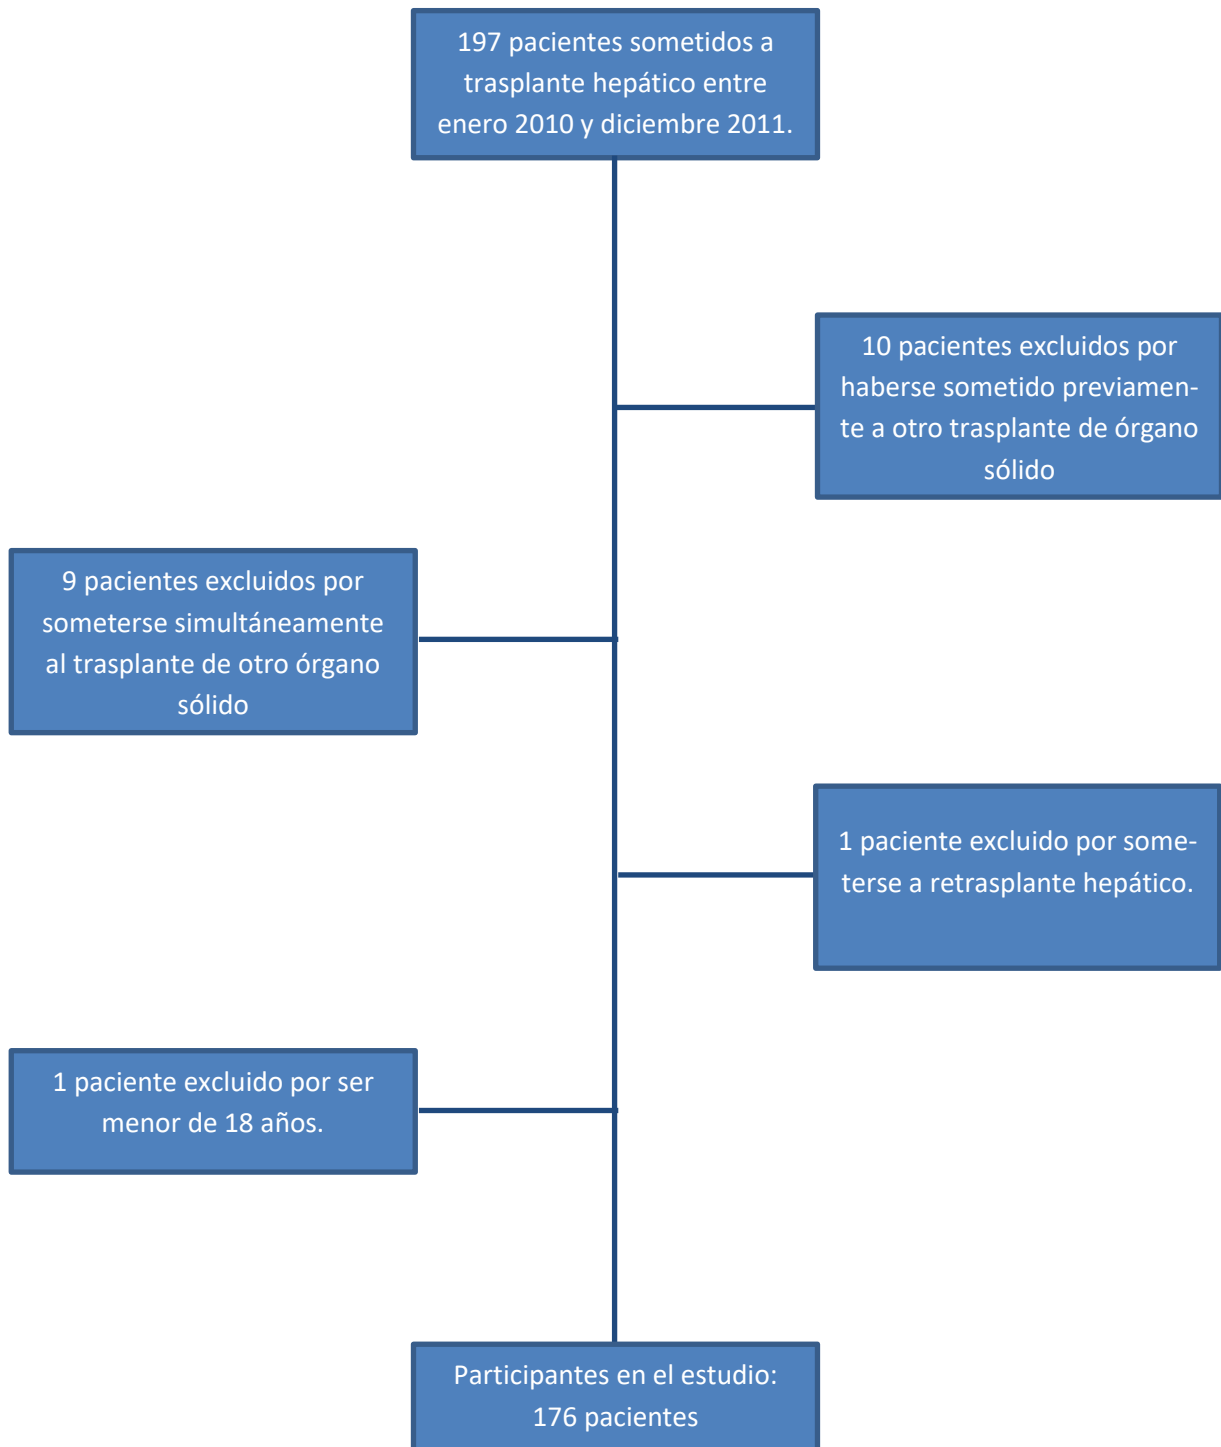 197 pacientes sometidos a
trasplante hepático entre
enero 2010 y diciembre 2011.
10 pacientes excluidos por
haberse sometido previamen-
te a otro trasplante de órgano
sólido
9 pacientes excluidos por
someterse simultáneamente
al trasplante de otro órgano
sólido
1 paciente excluido por some-
terse a retrasplante hepático.
1 paciente excluido por ser
menor de 18 años.
Participantes en el estudio:
176 pacientes